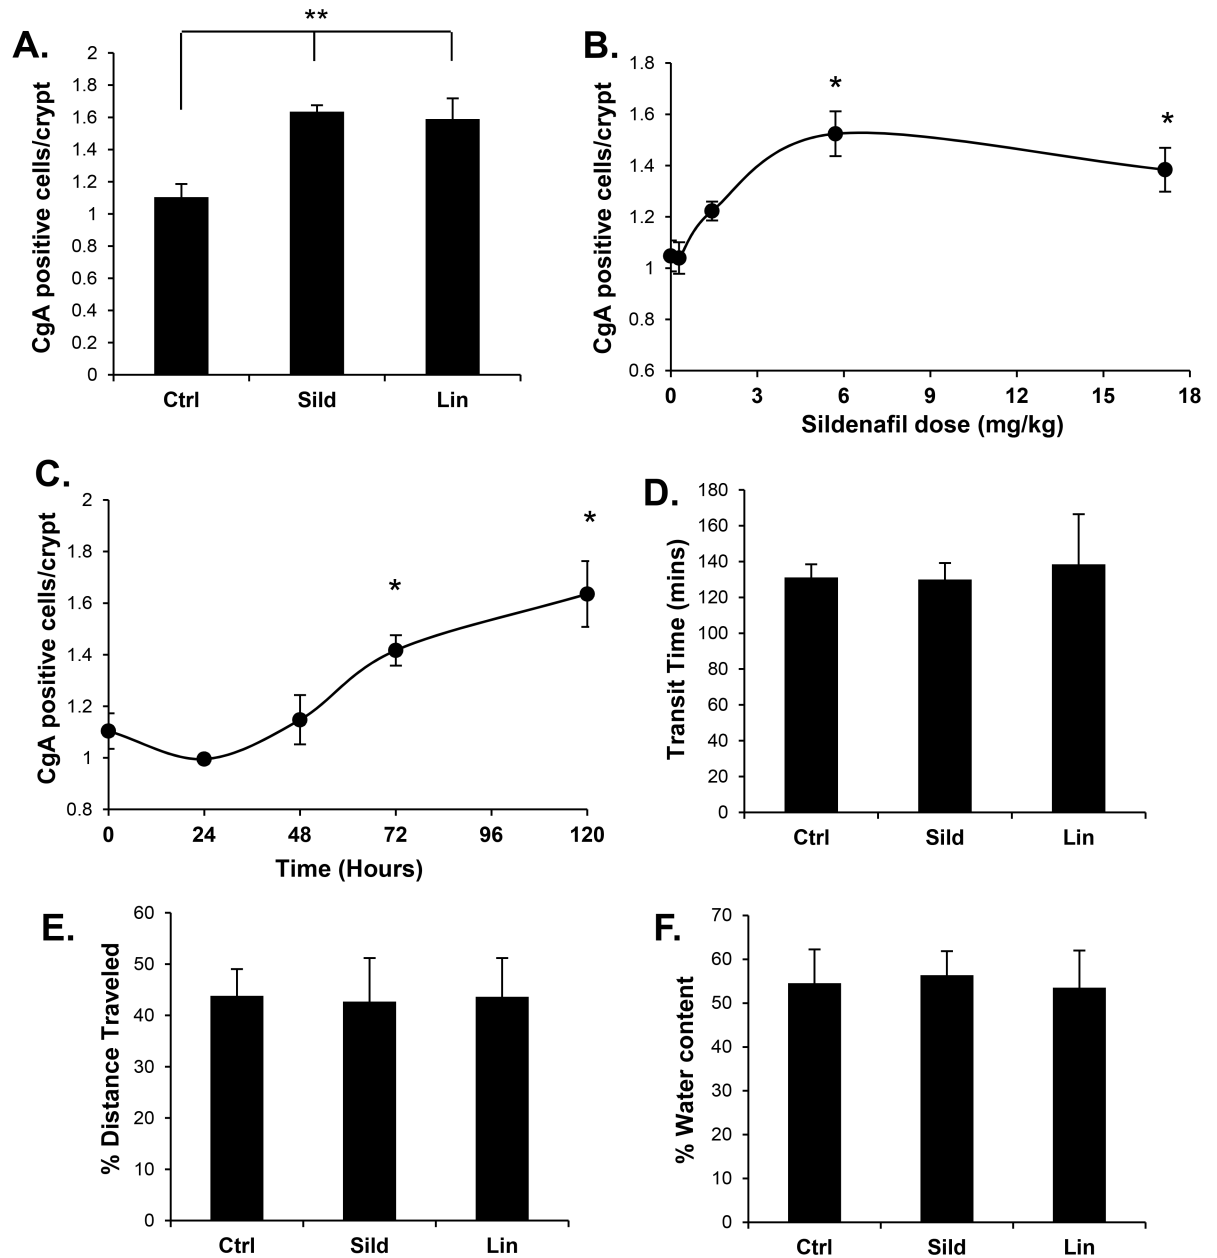 A.
**
CgA positive cells/crypt
2
1.8
1.6
1.4
1.2
1
0.8
0.6
0.4
0.2
0
Ctrl Sild Lin
B.
CgA positive cells/crypt
1.8
1.6
1.4
1.2
1
1.8
0.6
*
*
0 3 6 9 12 15 18
Sildenafil dose (mg/kg)
C.
CgA positive cells/crypt
2
1.8
1.6
1.4
1.2
1
0.8
*
*
0 24 48 72 96 120
Time (Hours)
D.
Transit Time (mins)
180
160
140
120
100
80
60
40
20
0
Ctrl Sild Lin
E.
% Distance Traveled
60
50
40
30
20
10
0
Ctrl Sild Lin
F.
% Water content
70
60
50
40
30
20
10
0
Ctrl Sild Lin